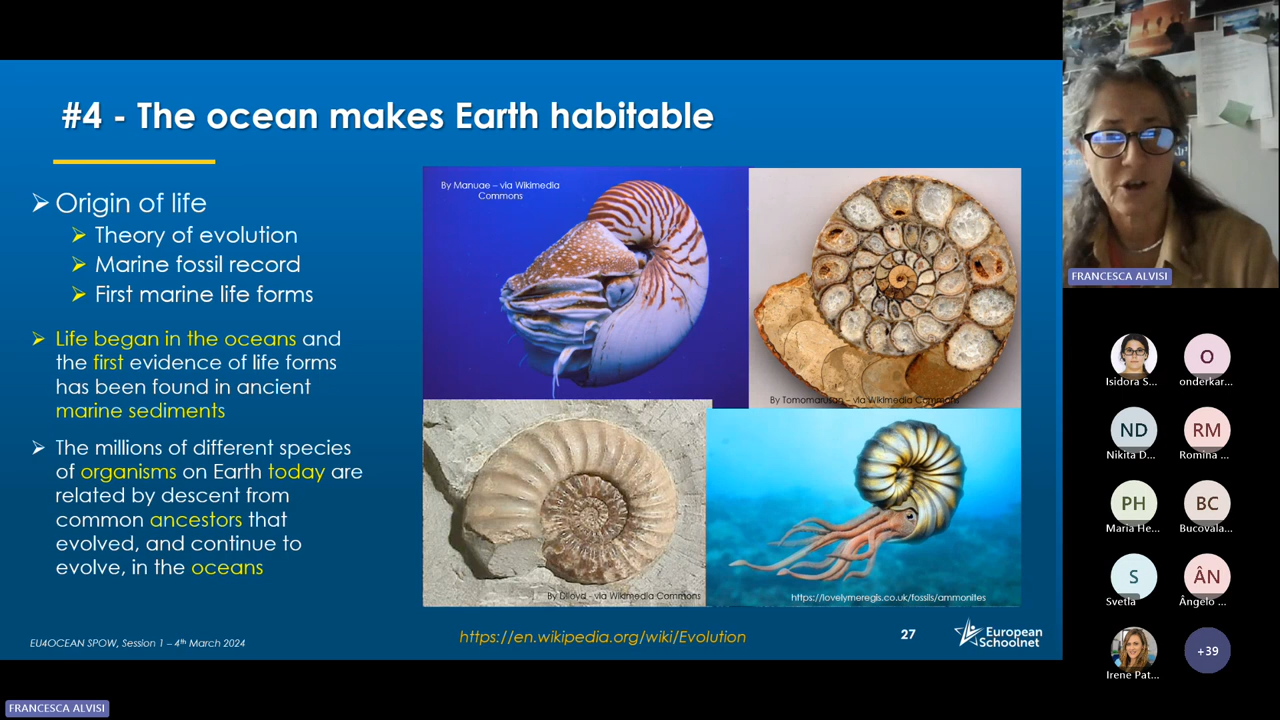 #4 - The ocean makes Earth habitable
Origin of life
Theory of evolution
Marine fossil record
First marine life forms
Life began in the oceans and
the first evidence of life forms
has been found in ancient
marine sediments
The millions of different species
of organisms on Earth today are
related by descent from
common ancestors that
evolved, and continue to
evolve, in the oceans
By Manuae – via Wikimedia
Commons
By Tomomarusan – via Wikimedia Commons
By Dlloyd – via Wikimedia Commons
https://lovelymeregis.co.uk/fossils/ammonites
EU4OCEAN SPOW, Session 1 – 4th March 2024
https://en.wikipedia.org/wiki/Evolution
27
European
Schoolnet
FRANCESCA ALVISI
Isidora S...
O
onderkar...
ND
Nikita D...
RM
Romina ...
PH
Maria He...
BC
Bucovala...
S
Svetla
ÂN
Ângelo ...
Irene Pat...
+39
FRANCESCA ALVISI